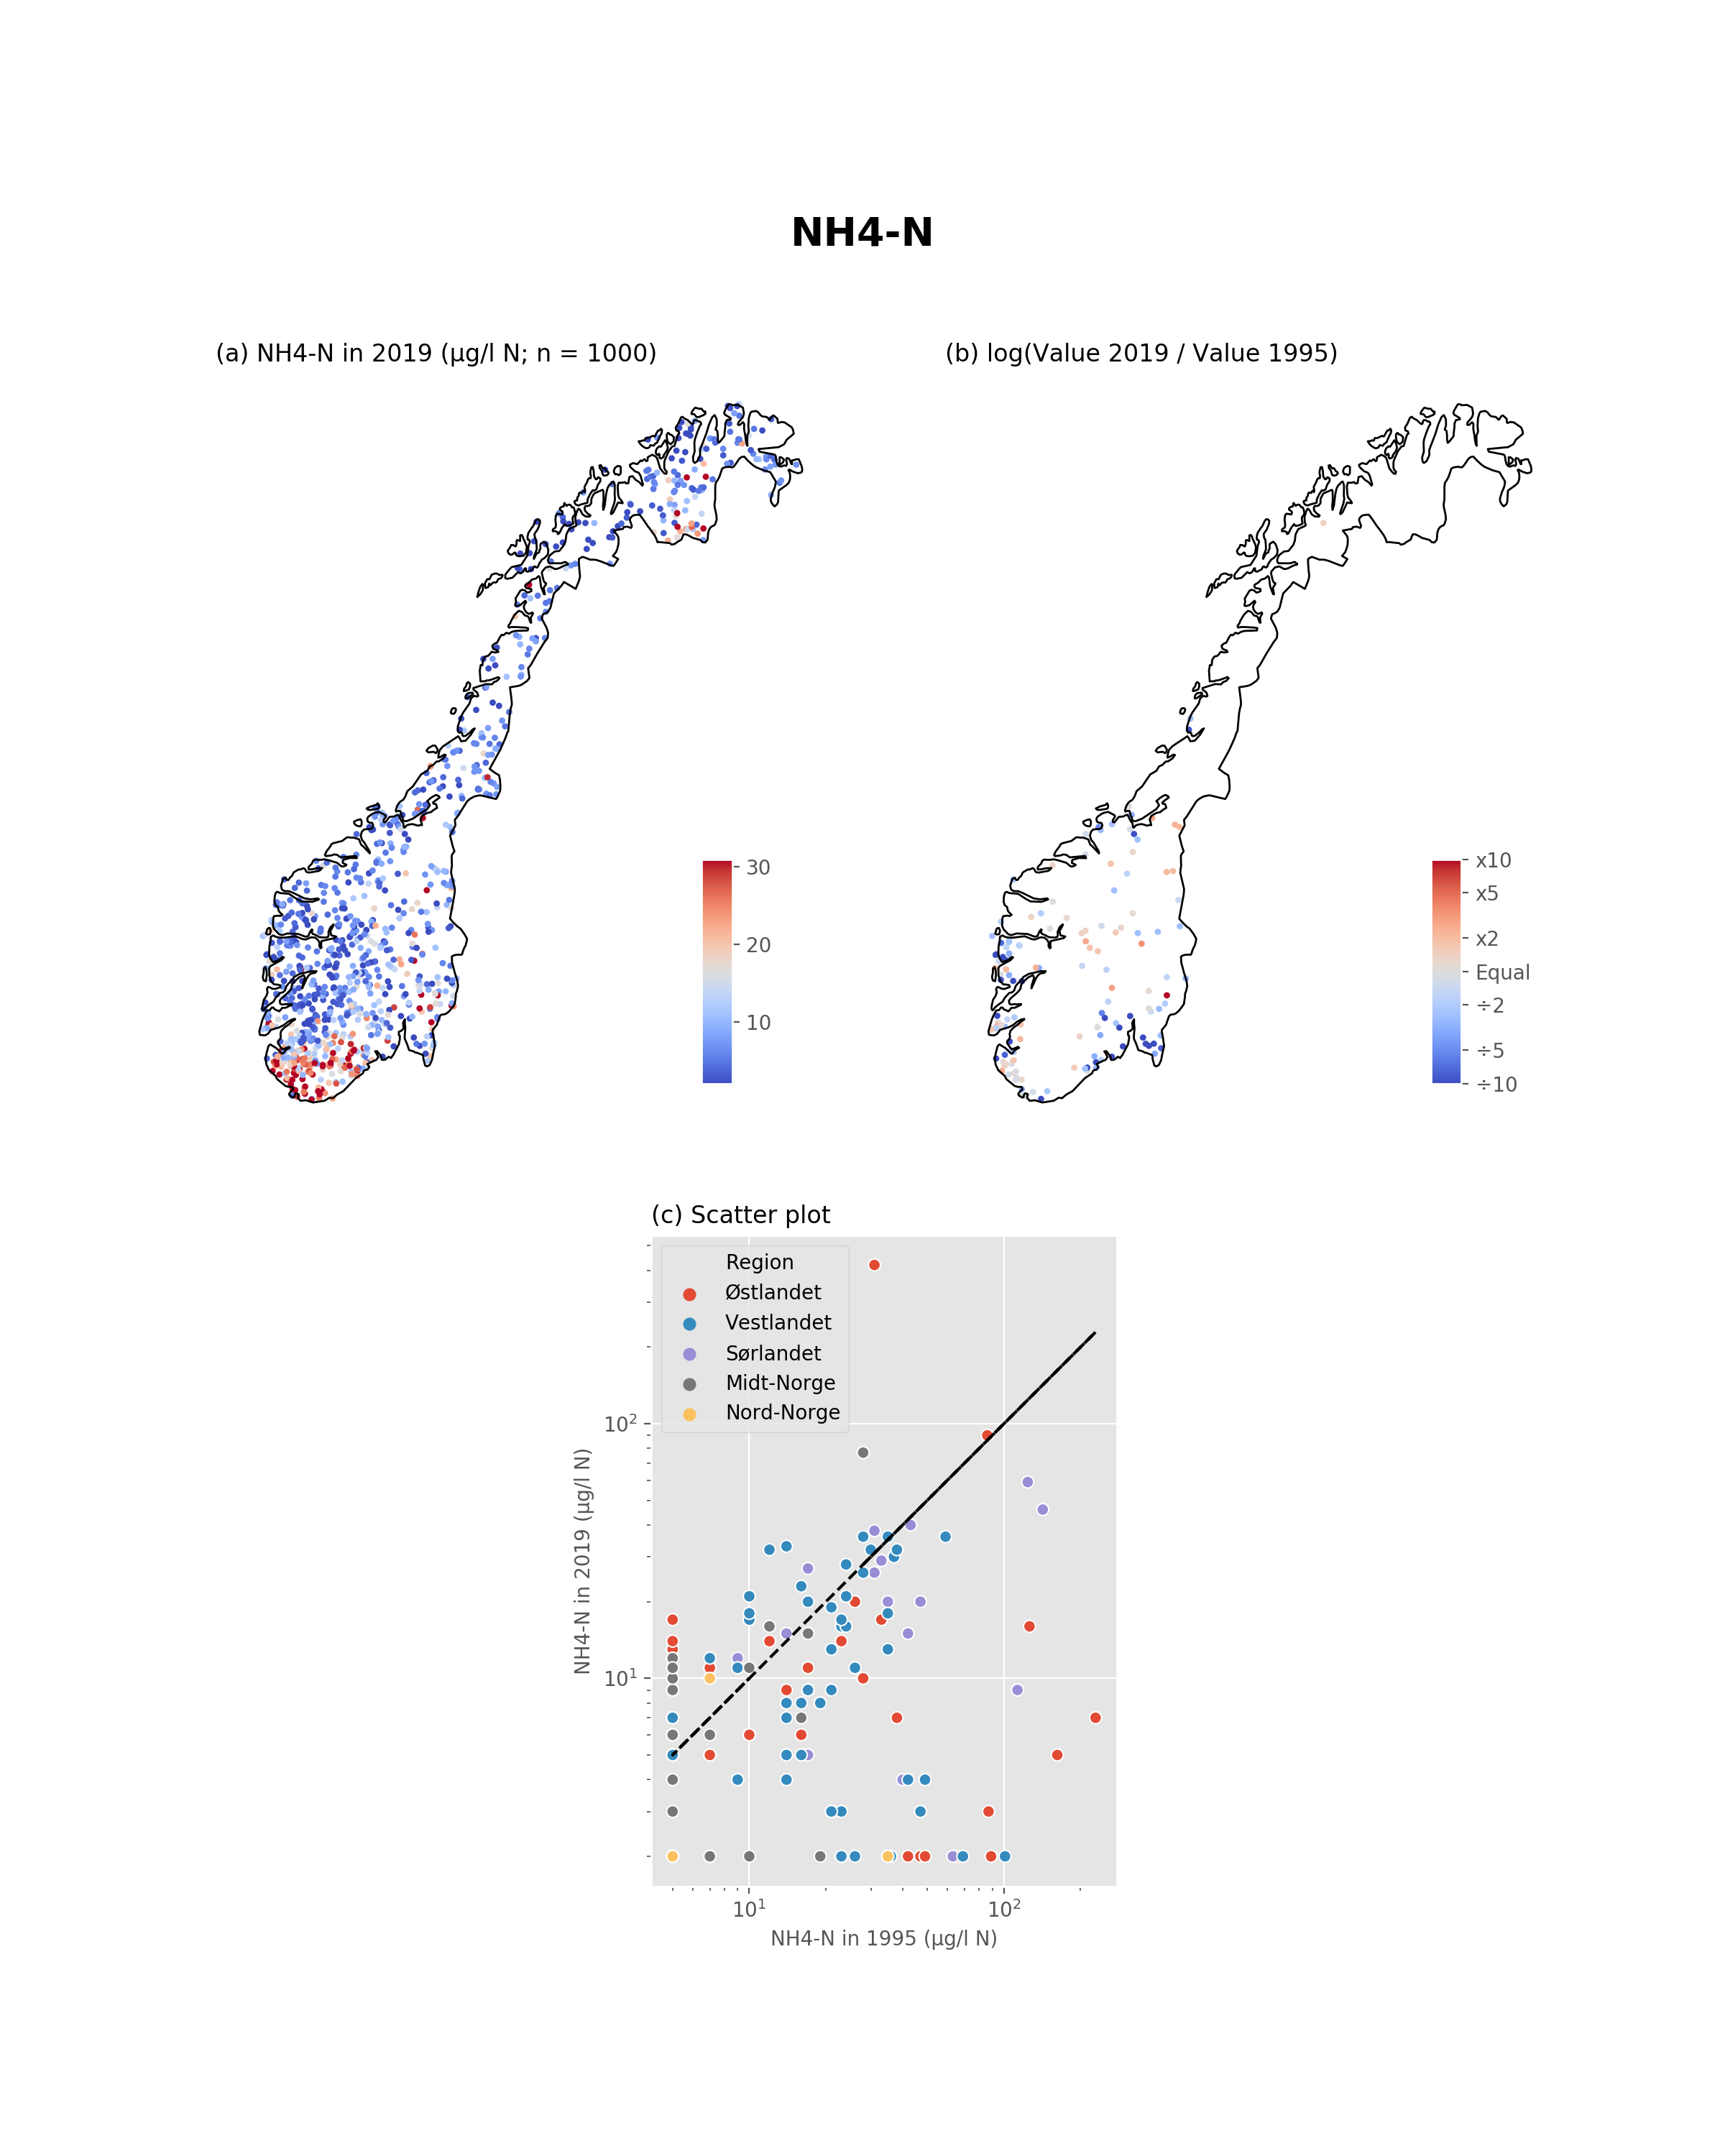 NH4-N
(a) NH4-N in 2019 (µg/l N; n = 1000)
(b) log(Value 2019 / Value 1995)
30
20
10
x10
x5
x2
Equal
÷2
÷5
÷10
(c) Scatter plot
Region
Østlandet
Vestlandet
Sørlandet
Midt-Norge
Nord-Norge
10²
10¹
NH4-N in 2019 (µg/l N)
10¹ 10²
NH4-N in 1995 (µg/l N)